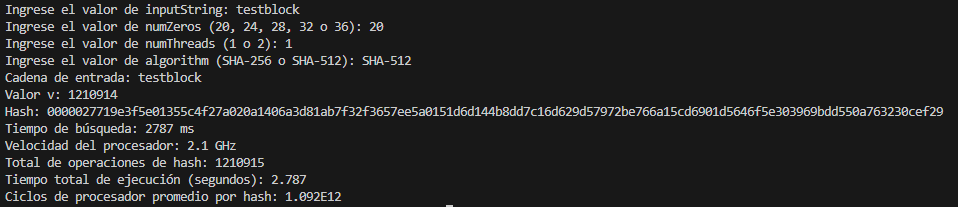 Ingrese el valor de inputString: testblock
Ingrese el valor de numZeros (20, 24, 28, 32 o 36): 20
Ingrese el valor de numThreads (1 o 2): 1
Ingrese el valor de algorithm (SHA-256 o SHA-512): SHA-512
Cadena de entrada: testblock
Valor v: 1210914
Hash: 0000027719e3f5e01355c4f27a020a1406a3d81ab7f32f3657ee5a0151d6d144b8dd7c16d629d57972be766a15cd6901d5646f5e303969bdd550a763230cef29
Tiempo de búsqueda: 2787 ms
Velocidad del procesador: 2.1 GHz
Total de operaciones de hash: 1210915
Tiempo total de ejecución (segundos): 2.787
Ciclos de procesador promedio por hash: 1.092E12